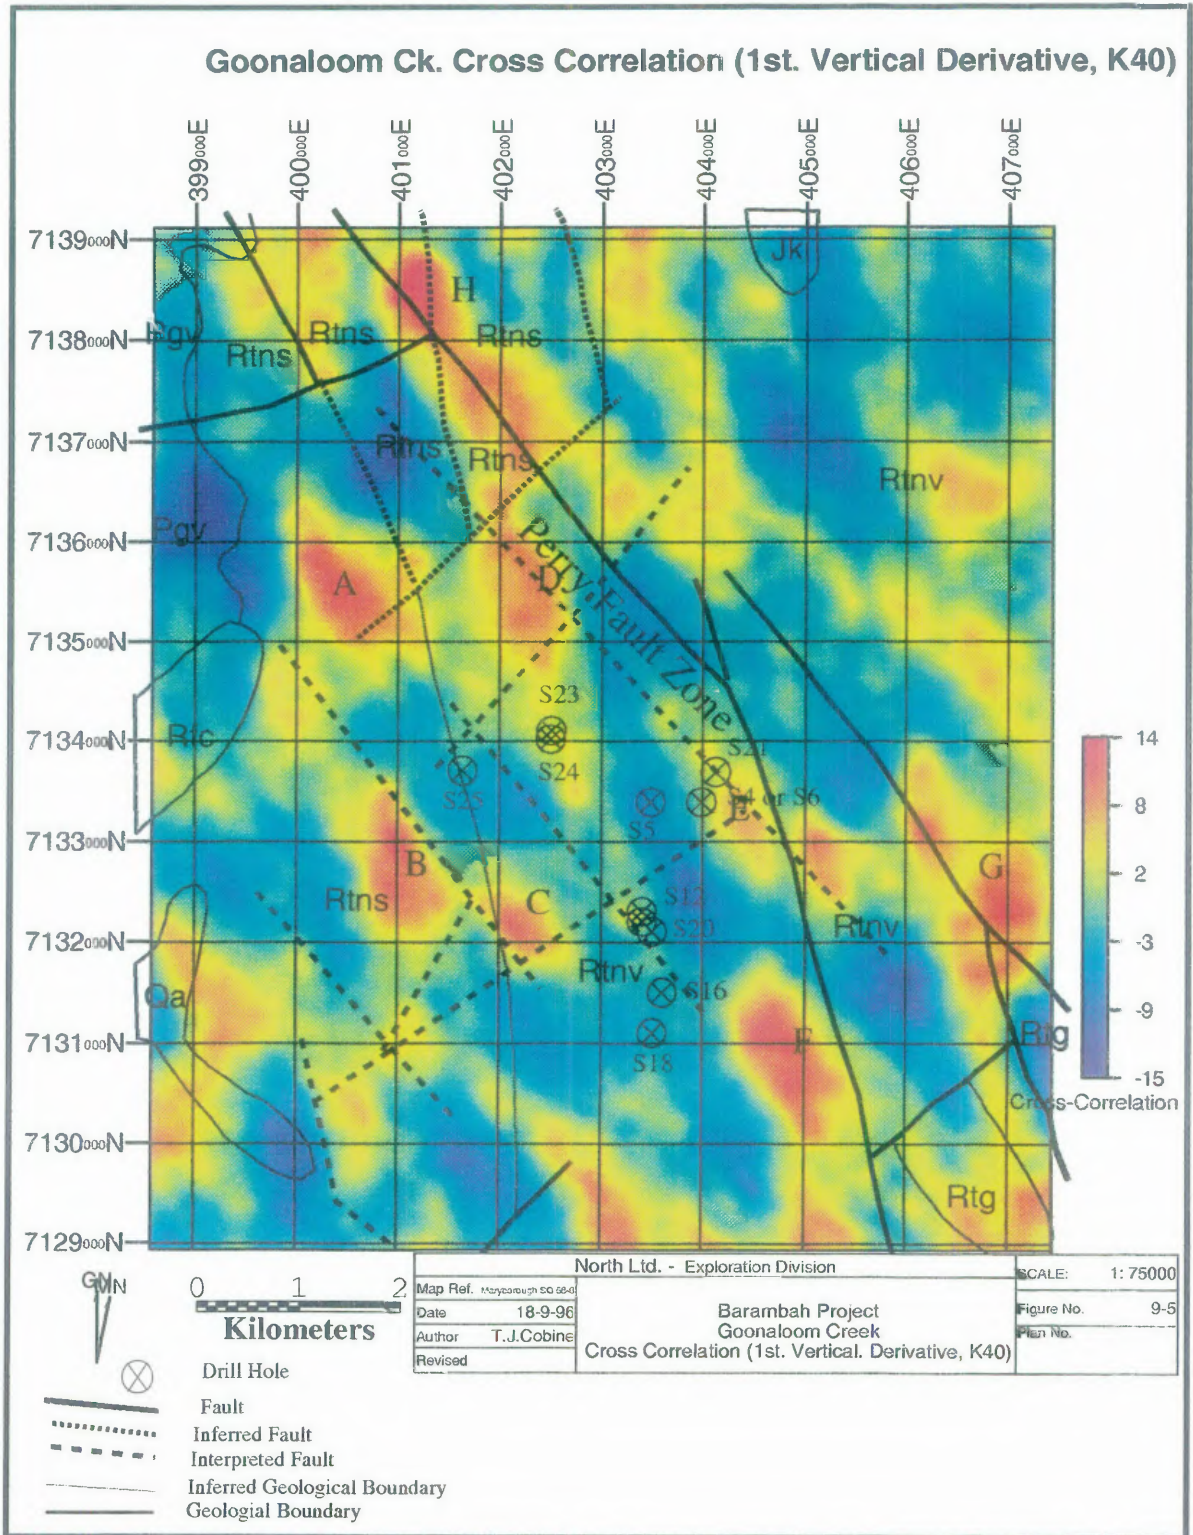 Goonaloom Ck. Cross Correlation (1st. Vertical Derivative, K40)
399000E 400000E 401000E 402000E 403000E 404000E 405000E 406000E 407000E
7139000N
Jk
H
7138000N
Rgv
Rtns
Rtns
Rtns
7137000N
Rtns
Rtns
Rtnv
7136000N
Pgv
Perry Fault Zone
A
D
7135000N
S23
7134000N
Rfc
S21
14
S24
S25
S4 or S6
8
S5
E
7133000N
B
G
2
Rtns
C
S12
S20
Rtnv
7132000N
-3
Rtnv
S16
Qa
-9
F
Rtg
7131000N
S18
-15
Cross-Correlation
7130000N
Rtg
7129000N
GN
MN
0 1 2
Kilometers
Drill Hole
Fault
Inferred Fault
Interpreted Fault
Inferred Geological Boundary
Geologial Boundary
North Ltd. - Exploration Division
Map Ref.
Date 18-9-96
Author T.J.Cobine
Revised
Barambah Project
Goonaloom Creek
Cross Correlation (1st. Vertical. Derivative, K40)
SCALE: 1: 75000
Figure No. 9-5
Plan No.